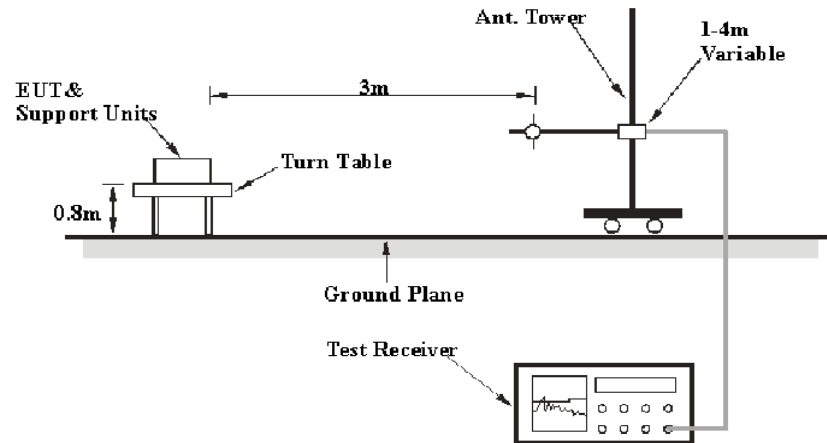 Ant. Tower
1-4m
Variable
3m
EUT&
Support Units
Turn Table
0.8m
Ground Plane
Test Receiver